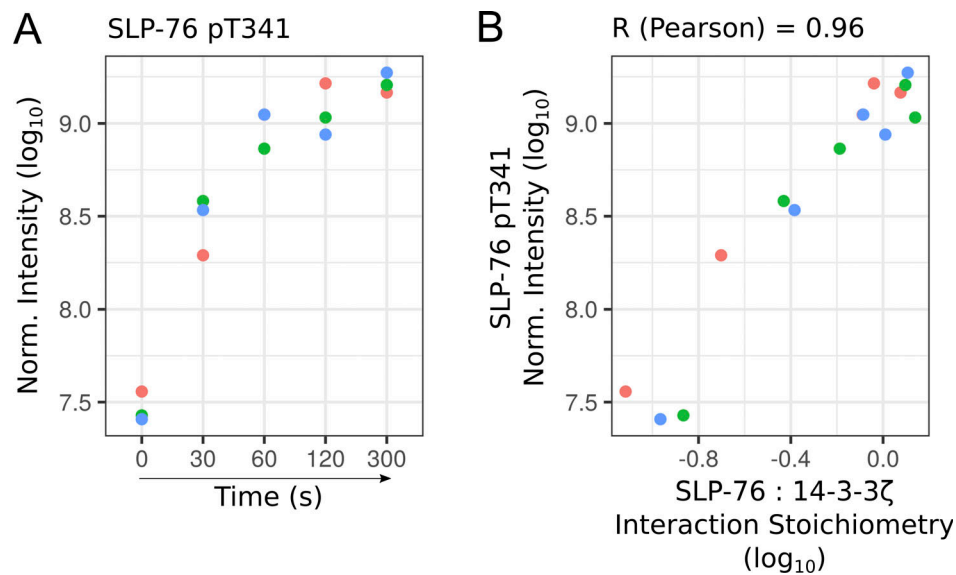 A
SLP-76 pT341
Norm. Intensity (log10)
9.0
8.5
8.0
7.5
0 30 60 120 300
Time (s)
B
R (Pearson) = 0.96
SLP-76 pT341
Norm. Intensity (log10)
9.0
8.5
8.0
7.5
-0.8 -0.4 0.0
SLP-76 : 14-3-3ζ
Interaction Stoichiometry
(log10)